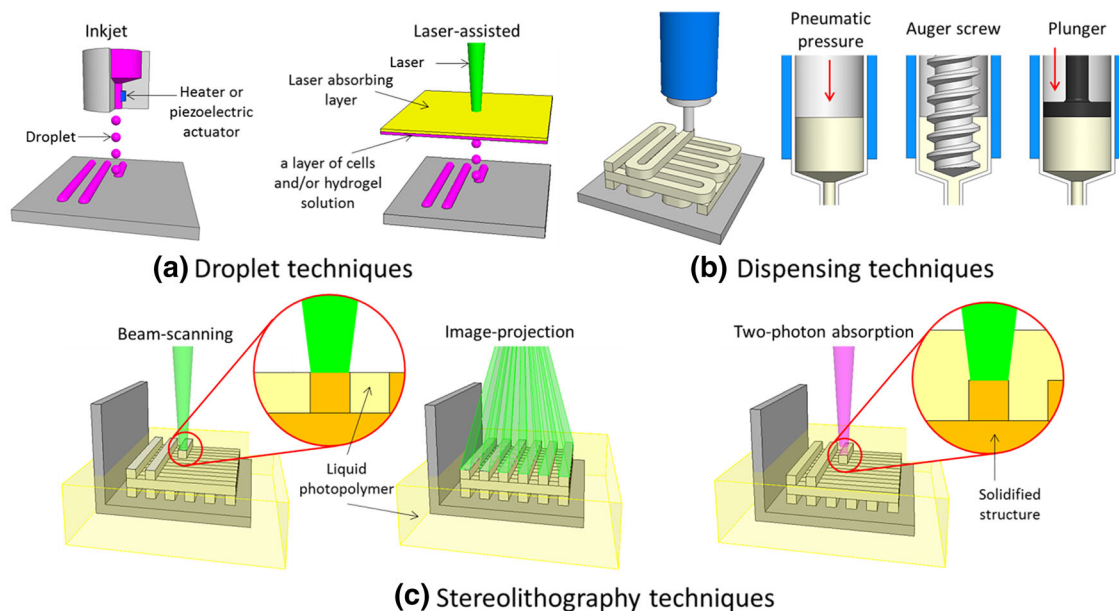 Inkjet
Heater or
piezoelectric
actuator
Droplet
Laser-assisted
Laser
Laser absorbing
layer
a layer of cells
and/or hydrogel
solution
(a) Droplet techniques
Pneumatic
pressure
Auger screw
Plunger
(b) Dispensing techniques
Beam-scanning
Liquid
photopolymer
Image-projection
Two-photon absorption
Solidified
structure
(c) Stereolithography techniques